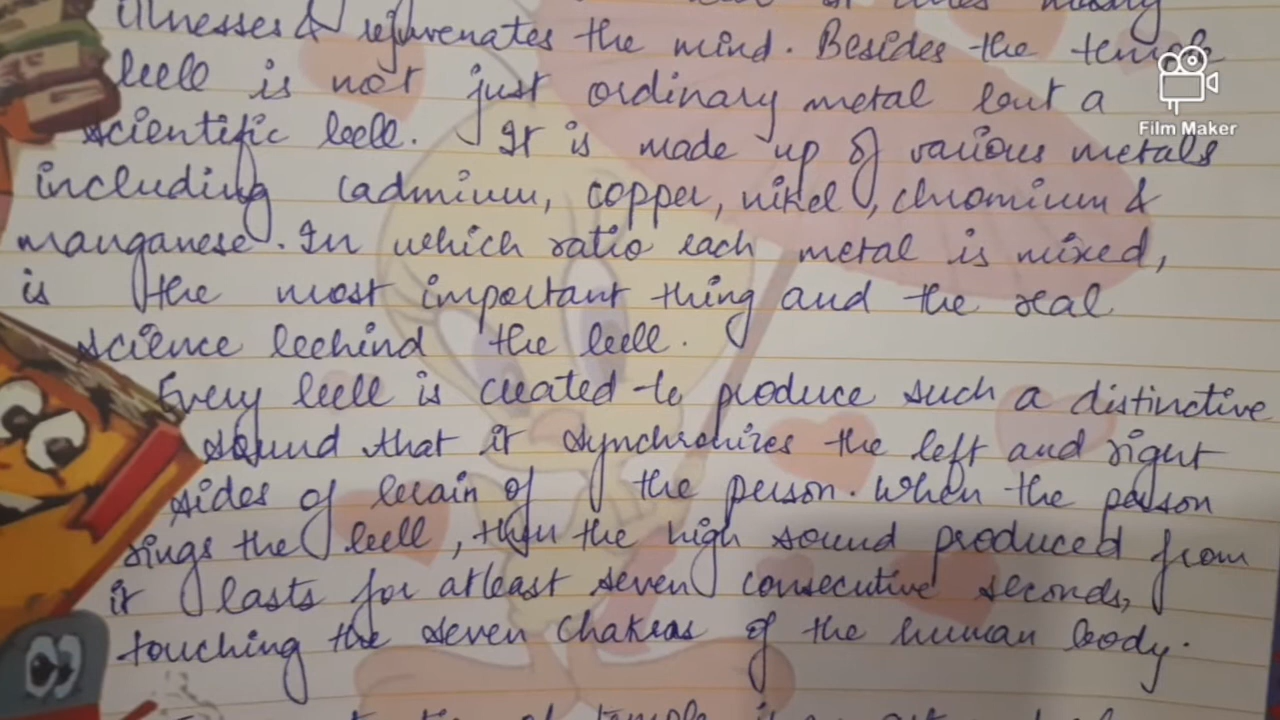 illnesses & rejuvenates the mind. Besides the temple
bell is not just ordinary metal but a
Film Maker
scientific bell. It is made up of various metals
including cadmium, copper, nikel, chromium &
manganese. In which ratio each metal is mixed,
is the most important thing and the real
science behind the bell.
Every bell is created to produce such a distinctive
sound that it synchronizes the left and right
sides of brain of the person. When the person
rings the bell, then the high sound produced from
it lasts for atleast seven consecutive seconds,
touching the seven chakras of the human body.
of temple